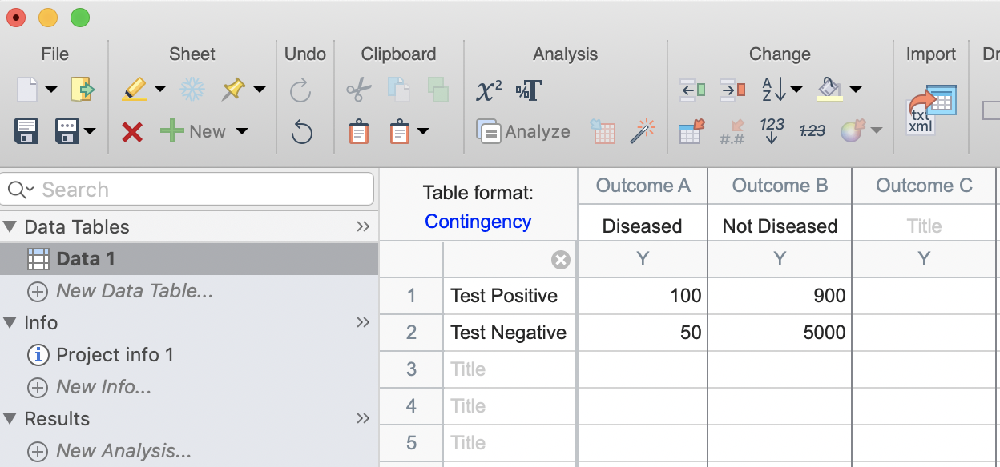 File Sheet Undo Clipboard Analysis Change Import Dr
x² %T
A
Z
New Analyze #.# 123 1.23 txt
xml
Search
Table format:
Contingency
Outcome A Outcome B Outcome C
Diseased Not Diseased Title
Y Y Y
Data Tables »
Data 1
New Data Table...
Info »
i Project info 1
New Info...
Results »
New Analysis...
1 Test Positive 100 900
2 Test Negative 50 5000
3 Title
4 Title
5 Title